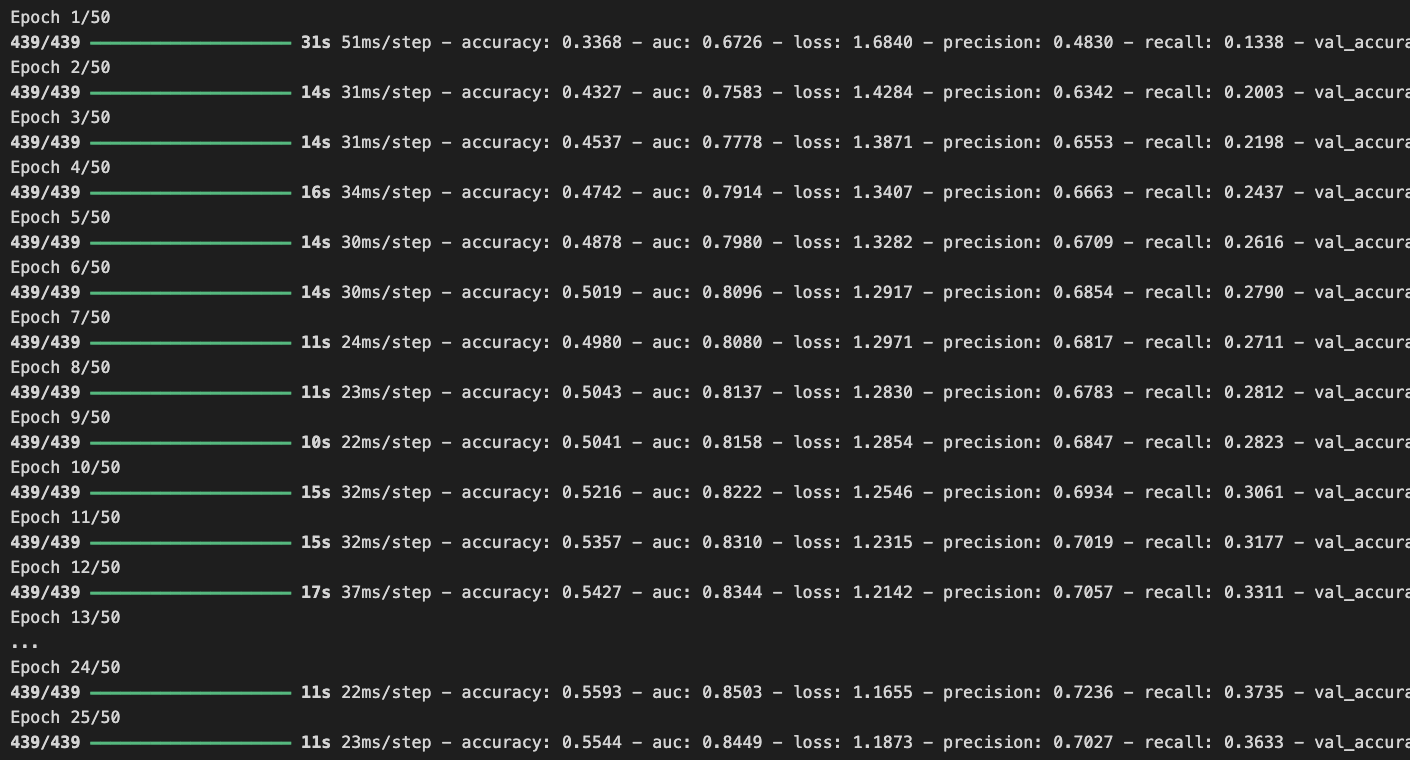 Epoch 1/50
439/439 ━━━━━━━━━━━━━━━━━━━━ 31s 51ms/step - accuracy: 0.3368 - auc: 0.6726 - loss: 1.6840 - precision: 0.4830 - recall: 0.1338 - val_accura
Epoch 2/50
439/439 ━━━━━━━━━━━━━━━━━━━━ 14s 31ms/step - accuracy: 0.4327 - auc: 0.7583 - loss: 1.4284 - precision: 0.6342 - recall: 0.2003 - val_accura
Epoch 3/50
439/439 ━━━━━━━━━━━━━━━━━━━━ 14s 31ms/step - accuracy: 0.4537 - auc: 0.7778 - loss: 1.3871 - precision: 0.6553 - recall: 0.2198 - val_accura
Epoch 4/50
439/439 ━━━━━━━━━━━━━━━━━━━━ 16s 34ms/step - accuracy: 0.4742 - auc: 0.7914 - loss: 1.3407 - precision: 0.6663 - recall: 0.2437 - val_accura
Epoch 5/50
439/439 ━━━━━━━━━━━━━━━━━━━━ 14s 30ms/step - accuracy: 0.4878 - auc: 0.7980 - loss: 1.3282 - precision: 0.6709 - recall: 0.2616 - val_accura
Epoch 6/50
439/439 ━━━━━━━━━━━━━━━━━━━━ 14s 30ms/step - accuracy: 0.5019 - auc: 0.8096 - loss: 1.2917 - precision: 0.6854 - recall: 0.2790 - val_accura
Epoch 7/50
439/439 ━━━━━━━━━━━━━━━━━━━━ 11s 24ms/step - accuracy: 0.4980 - auc: 0.8080 - loss: 1.2971 - precision: 0.6817 - recall: 0.2711 - val_accura
Epoch 8/50
439/439 ━━━━━━━━━━━━━━━━━━━━ 11s 23ms/step - accuracy: 0.5043 - auc: 0.8137 - loss: 1.2830 - precision: 0.6783 - recall: 0.2812 - val_accura
Epoch 9/50
439/439 ━━━━━━━━━━━━━━━━━━━━ 10s 22ms/step - accuracy: 0.5041 - auc: 0.8158 - loss: 1.2854 - precision: 0.6847 - recall: 0.2823 - val_accura
Epoch 10/50
439/439 ━━━━━━━━━━━━━━━━━━━━ 15s 32ms/step - accuracy: 0.5216 - auc: 0.8222 - loss: 1.2546 - precision: 0.6934 - recall: 0.3061 - val_accura
Epoch 11/50
439/439 ━━━━━━━━━━━━━━━━━━━━ 15s 32ms/step - accuracy: 0.5357 - auc: 0.8310 - loss: 1.2315 - precision: 0.7019 - recall: 0.3177 - val_accura
Epoch 12/50
439/439 ━━━━━━━━━━━━━━━━━━━━ 17s 37ms/step - accuracy: 0.5427 - auc: 0.8344 - loss: 1.2142 - precision: 0.7057 - recall: 0.3311 - val_accura
Epoch 13/50
...
Epoch 24/50
439/439 ━━━━━━━━━━━━━━━━━━━━ 11s 22ms/step - accuracy: 0.5593 - auc: 0.8503 - loss: 1.1655 - precision: 0.7236 - recall: 0.3735 - val_accura
Epoch 25/50
439/439 ━━━━━━━━━━━━━━━━━━━━ 11s 23ms/step - accuracy: 0.5544 - auc: 0.8449 - loss: 1.1873 - precision: 0.7027 - recall: 0.3633 - val_accura